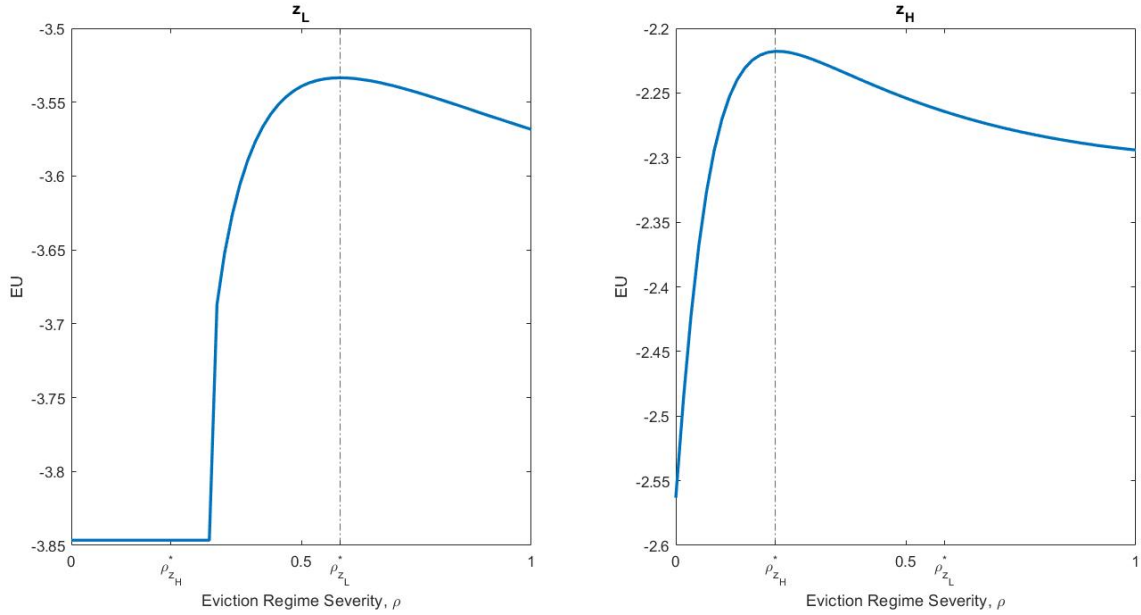 z_L
-3.5
-3.55
-3.6
-3.65
-3.7
-3.75
-3.8
-3.85
EU
0
ρ*_{z_H}
0.5
ρ*_{z_L}
1
Eviction Regime Severity, ρ
z_H
-2.2
-2.25
-2.3
-2.35
-2.4
-2.45
-2.5
-2.55
-2.6
EU
0
ρ*_{z_H}
0.5
ρ*_{z_L}
1
Eviction Regime Severity, ρ